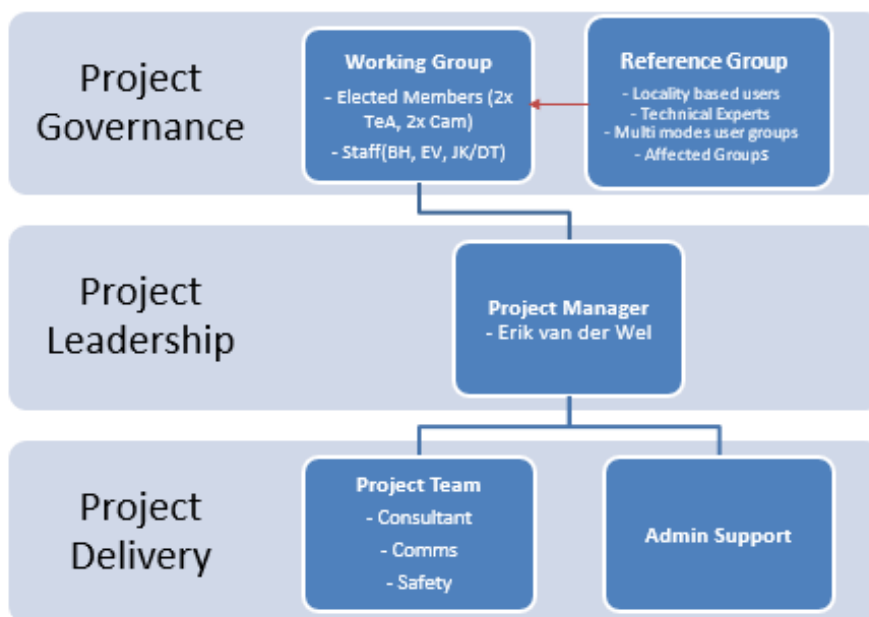 Project
Governance
Working Group
- Elected Members (2x
TeA, 2x Cam)
- Staff(BH, EV, JK/DT)
Reference Group
- Locality based users
- Technical Experts
- Multi modes user groups
- Affected Groups
Project
Leadership
Project Manager
- Erik van der Wel
Project
Delivery
Project Team
- Consultant
- Comms
- Safety
Admin Support